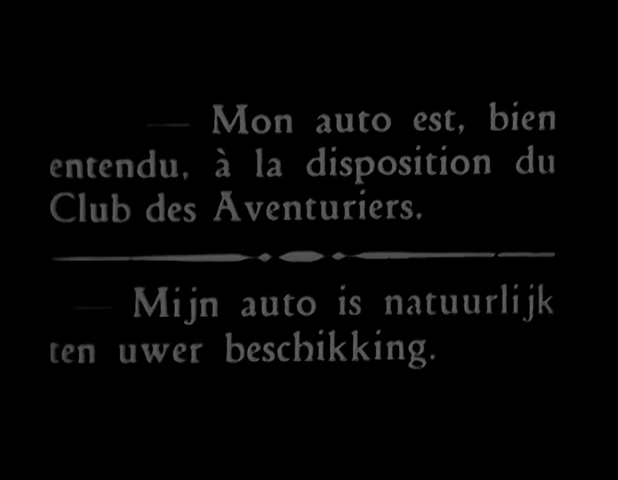 — Mon auto est, bien
entendu, à la disposition du
Club des Aventuriers.
— Mijn auto is natuurlijk
ten uwer beschikking.